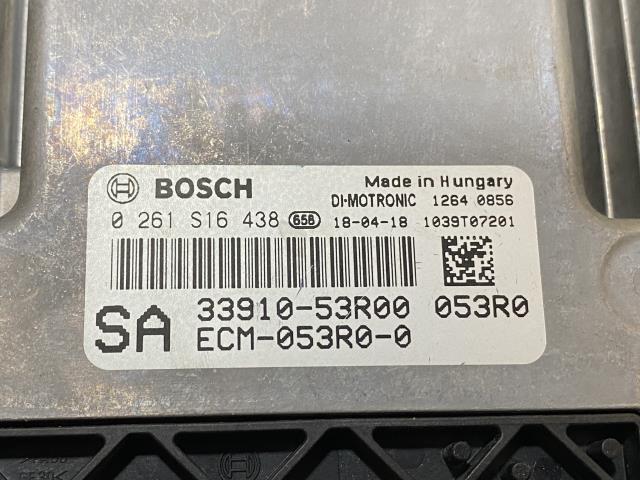 BOSCH Made in Hungary
DI-MOTRONIC 1264 0856
0 261 S16 438 658 18-04-18 1039T07201
SA 33910-53R00 053R0
ECM-053R0-0